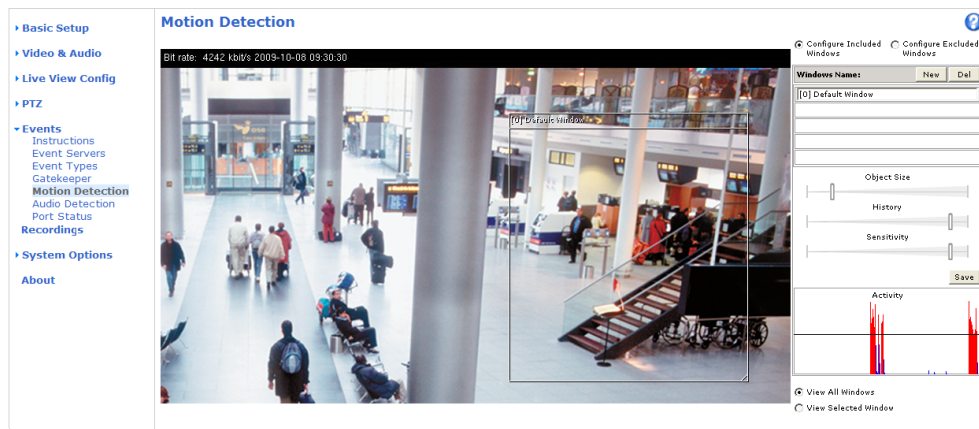 Motion Detection
Basic Setup
Video & Audio
Live View Config
PTZ
Events
Instructions
Event Servers
Event Types
Gatekeeper
Motion Detection
Audio Detection
Port Status
Recordings
System Options
About
Bit rate: 4242 kbit/s 2009-10-08 09:30:30
[0] Default Window
?
Configure Included Windows
Configure Excluded Windows
Windows Name:
New
Del
[0] Default Window
Object Size
History
Sensitivity
Save
Activity
View All Windows
View Selected Window